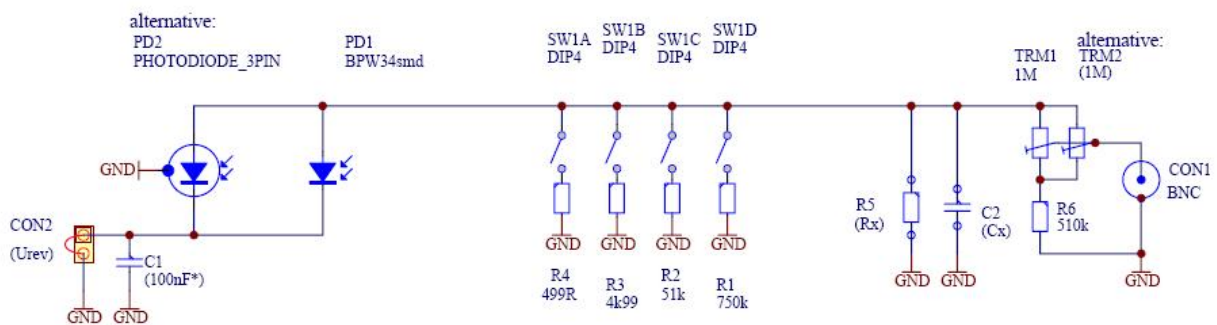 alternative:
PD2
PHOTODIODE_3PIN
PD1
BPW34smd
SW1A
DIP4
SW1B
DIP4
SW1C
DIP4
SW1D
DIP4
alternative:
TRM1
1M
TRM2
(1M)
GND
CON2
(Urev)
C1
(100nF*)
GND
GND
GND
GND
GND
GND
R4
499R
R3
4k99
R2
51k
R1
750k
R5
(Rx)
C2
(Cx)
R6
510k
CON1
BNC
GND
GND
GND